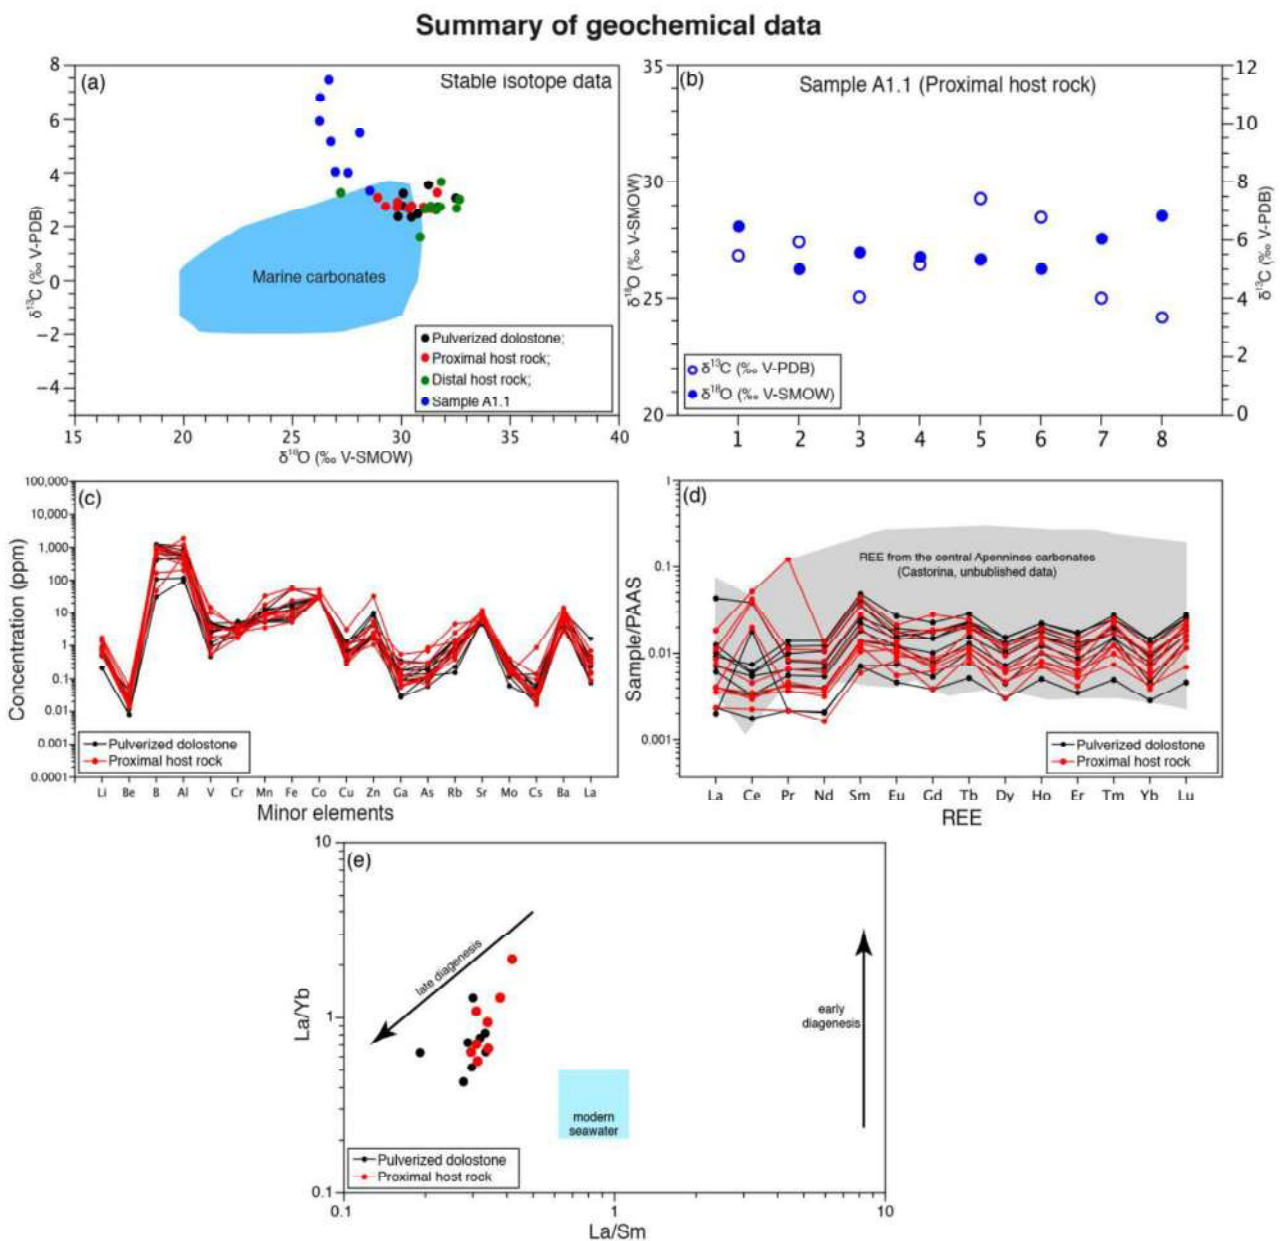 Summary of geochemical data
(a)
Stable isotope data
8
6
4
2
0
−2
−4
δ¹³C (‰ V-PDB)
Marine carbonates
Pulverized dolostone;
Proximal host rock;
Distal host rock;
Sample A1.1
15 20 25 30 35 40
δ¹⁸O (‰ V-SMOW)
(b)
Sample A1.1 (Proximal host rock)
35
30
25
20
δ¹⁸O (‰ V-SMOW)
12
10
8
6
4
2
0
δ¹³C (‰ V-PDB)
δ¹³C (‰ V-PDB)
δ¹⁸O (‰ V-SMOW)
1 2 3 4 5 6 7 8
(c)
100,000
10,000
1,000
100
10
1
0.1
0.01
0.001
0.0001
Concentration (ppm)
Pulverized dolostone
Proximal host rock
Li Be B Al V Cr Mn Fe Co Cu Zn Ga As Rb Sr Mo Cs Ba La
Minor elements
(d)
1
0.1
0.01
0.001
Sample/PAAS
REE from the central Apennines carbonates
(Castorina, unbublished data)
Pulverized dolostone
Proximal host rock
La Ce Pr Nd Sm Eu Gd Tb Dy Ho Er Tm Yb Lu
REE
(e)
10
1
0.1
La/Yb
late diagenesis
early
diagenesis
modern
seawater
Pulverized dolostone
Proximal host rock
0.1 1 10
La/Sm